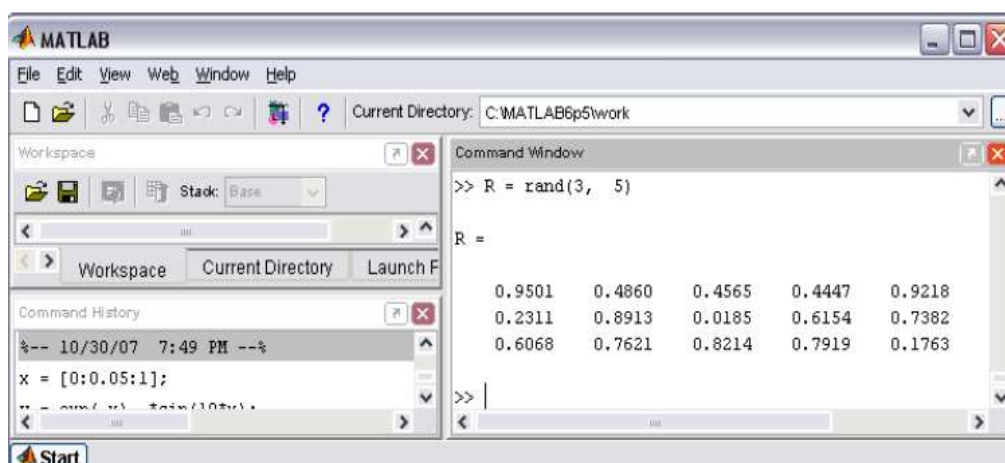 MATLAB
File Edit View Web Window Help
Current Directory: C:\MATLAB6p5\work
Workspace
Stack: Base
Workspace Current Directory Launch P
Command History
%-- 10/30/07 7:49 PM --%
x = [0:0.05:1];
Command Window
>> R = rand(3, 5)
R =
0.9501 0.4860 0.4565 0.4447 0.9218
0.2311 0.8913 0.0185 0.6154 0.7382
0.6068 0.7621 0.8214 0.7919 0.1763
>>
Start